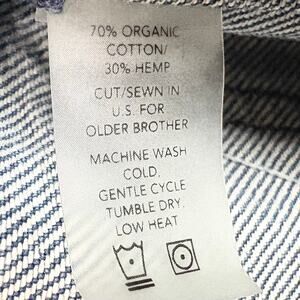 70% ORGANIC
COTTON/
30% HEMP
CUT/SEWN IN
U.S. FOR
OLDER BROTHER
MACHINE WASH
COLD.
GENTLE CYCLE
TUMBLE DRY.
LOW HEAT